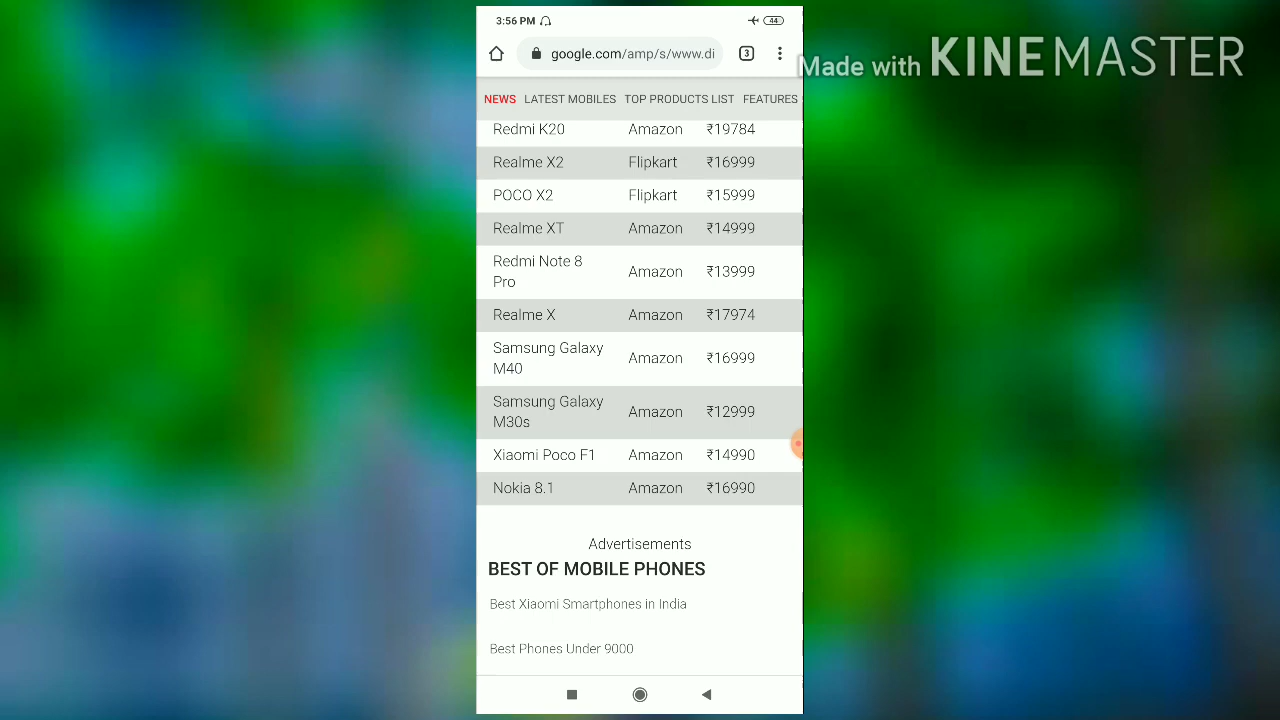 3:56 PM
44
google.com/amp/s/www.di
3
Made with KINEMASTER
NEWS LATEST MOBILES TOP PRODUCTS LIST FEATURES
Redmi K20 Amazon ₹19784
Realme X2 Flipkart ₹16999
POCO X2 Flipkart ₹15999
Realme XT Amazon ₹14999
Redmi Note 8
Pro Amazon ₹13999
Realme X Amazon ₹17974
Samsung Galaxy
M40 Amazon ₹16999
Samsung Galaxy
M30s Amazon ₹12999
Xiaomi Poco F1 Amazon ₹14990
Nokia 8.1 Amazon ₹16990
Advertisements
BEST OF MOBILE PHONES
Best Xiaomi Smartphones in India
Best Phones Under 9000